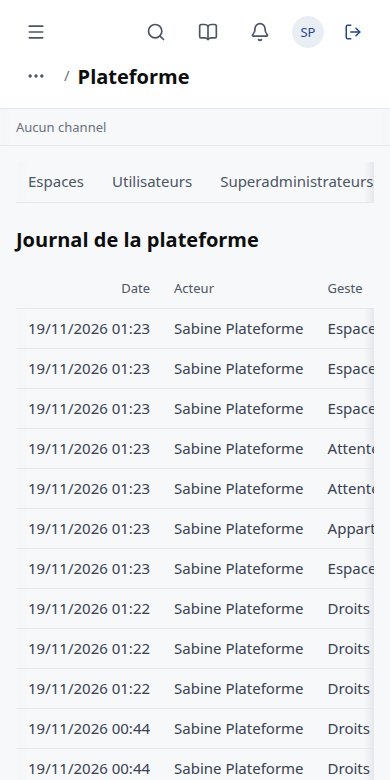 SP
... / Plateforme
Aucun channel
Espaces Utilisateurs Superadministrateurs
Journal de la plateforme
Date Acteur Geste
19/11/2026 01:23 Sabine Plateforme Espace
19/11/2026 01:23 Sabine Plateforme Espace
19/11/2026 01:23 Sabine Plateforme Espace
19/11/2026 01:23 Sabine Plateforme Attente
19/11/2026 01:23 Sabine Plateforme Attente
19/11/2026 01:23 Sabine Plateforme Appart
19/11/2026 01:23 Sabine Plateforme Espace
19/11/2026 01:22 Sabine Plateforme Droits
19/11/2026 01:22 Sabine Plateforme Droits
19/11/2026 01:22 Sabine Plateforme Droits
19/11/2026 00:44 Sabine Plateforme Droits
19/11/2026 00:44 Sabine Plateforme Droits